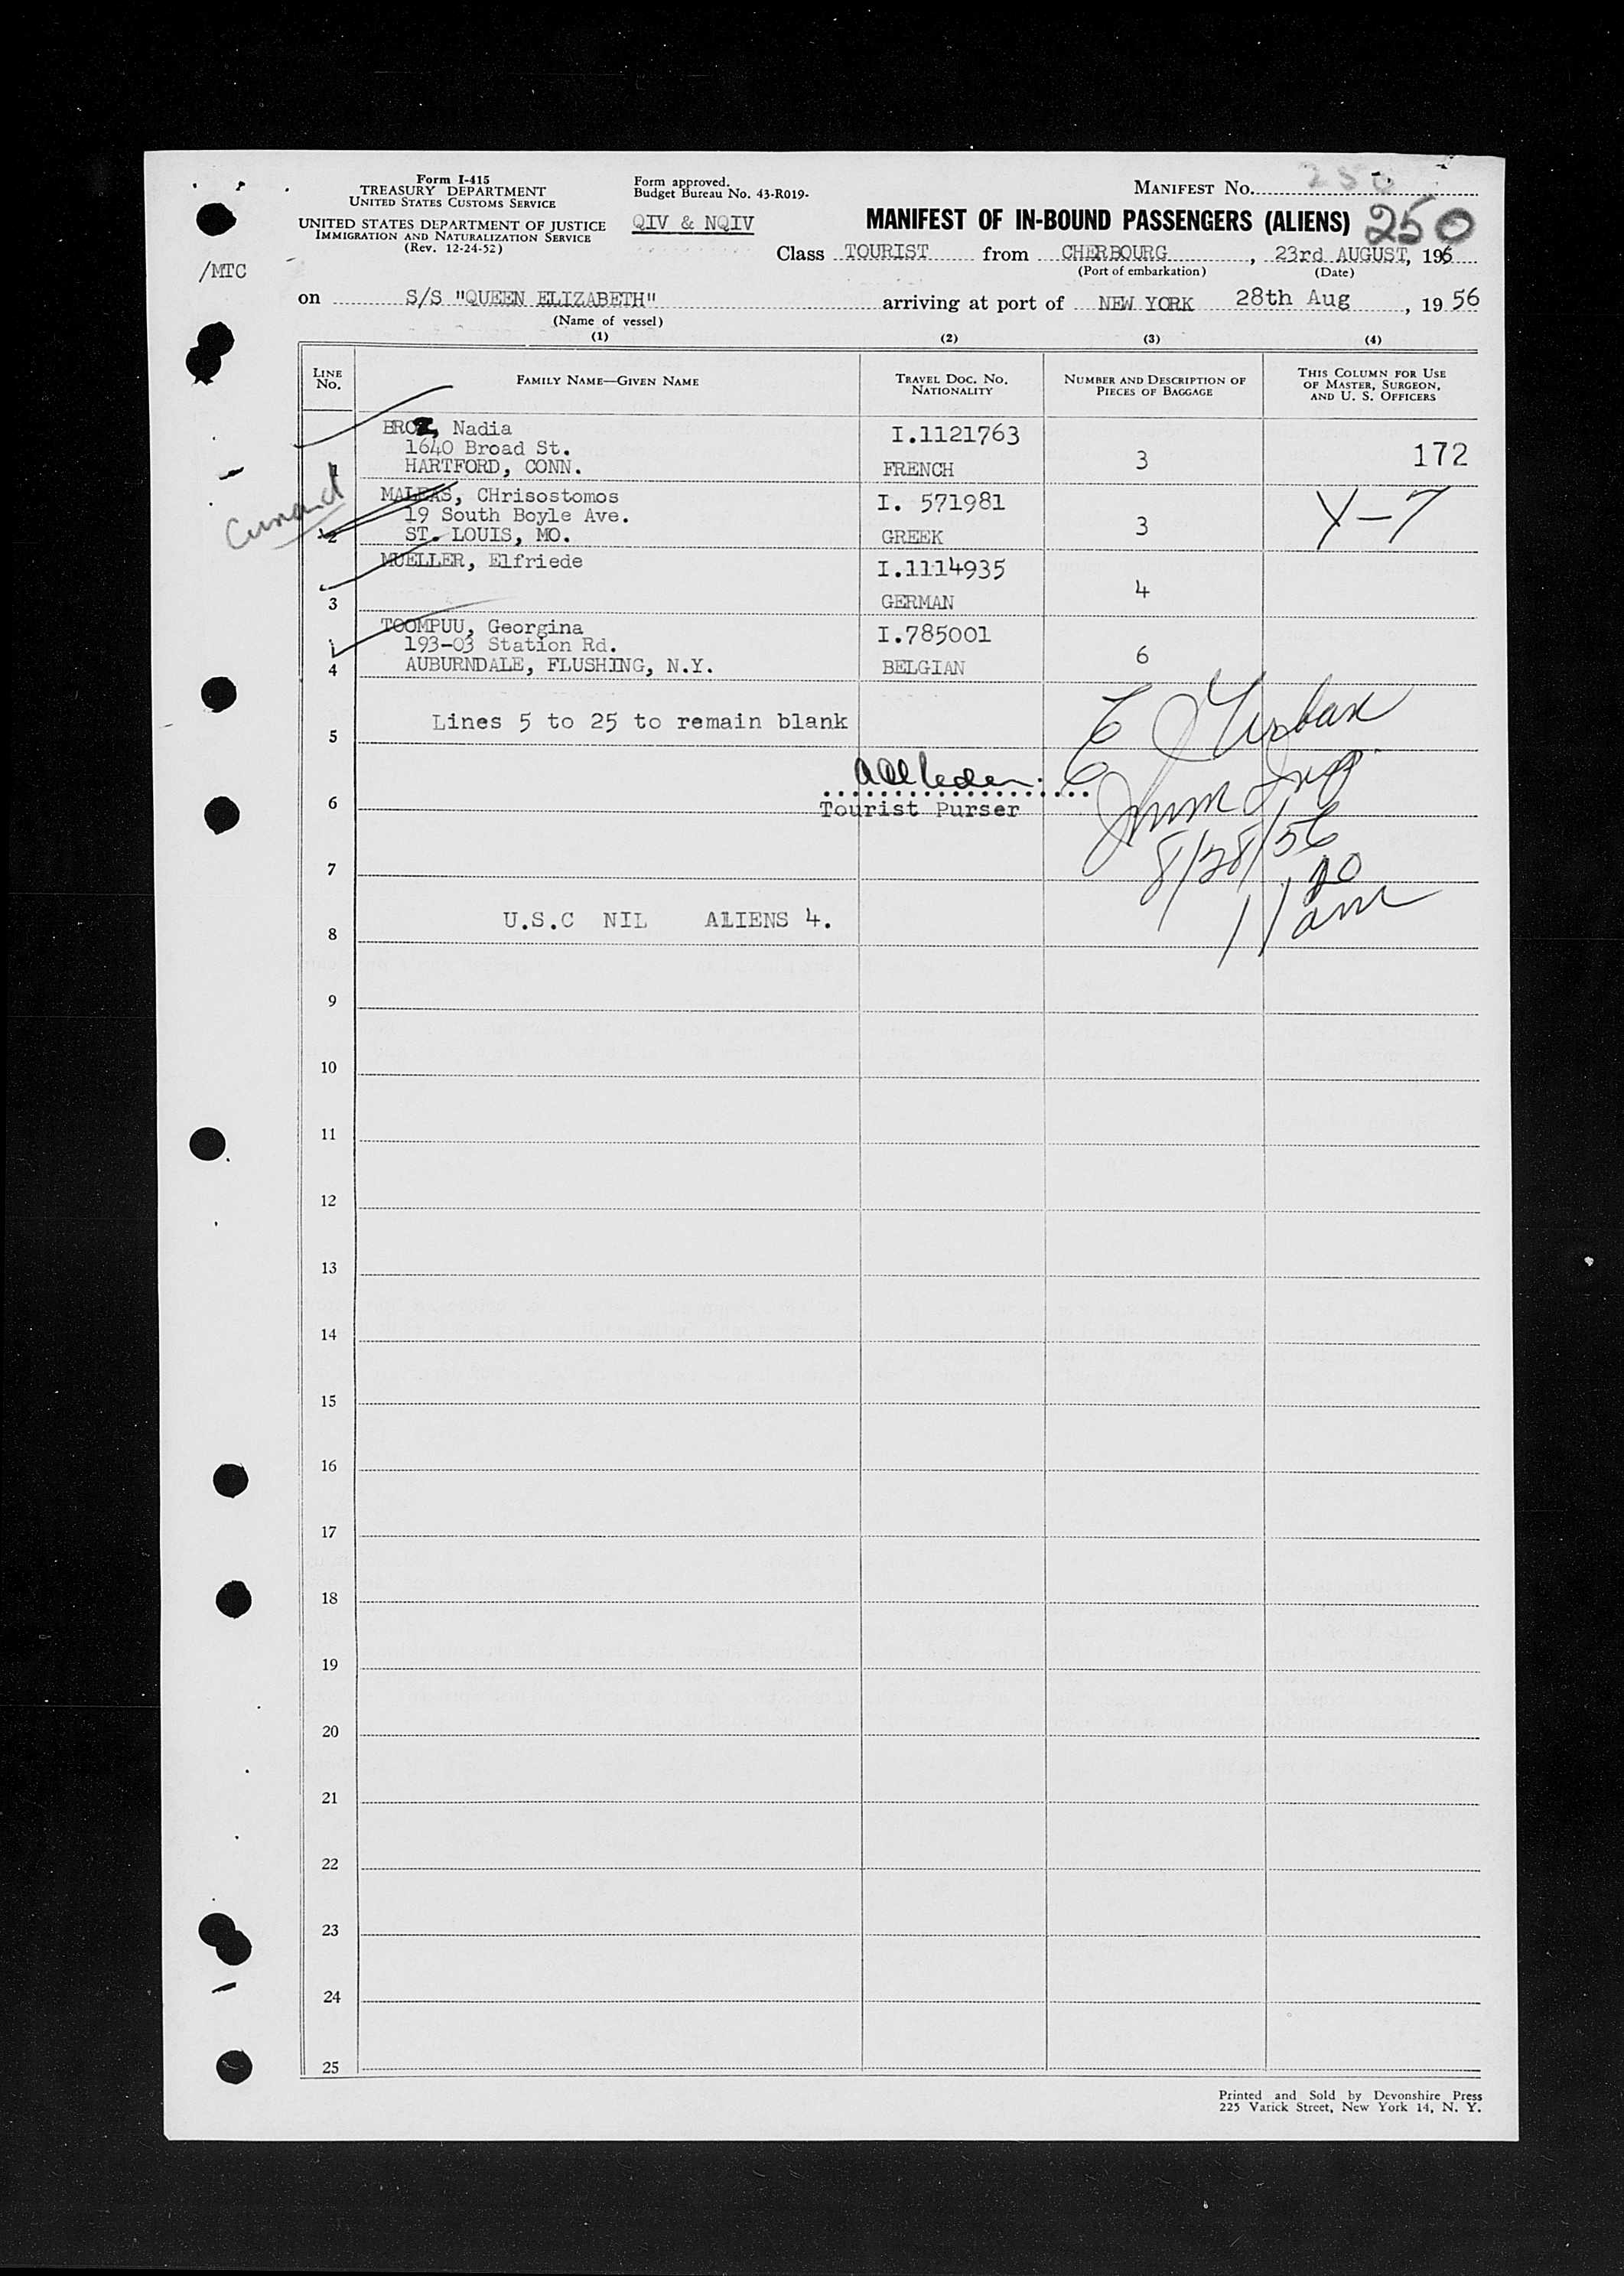 Form I-415
TREASURY DEPARTMENT
UNITED STATES CUSTOMS SERVICE
UNITED STATES DEPARTMENT OF JUSTICE
IMMIGRATION AND NATURALIZATION SERVICE
(Rev. 12-24-52)
/MTC
Form approved.
Budget Bureau No. 43-R019-
QIV & NQIV
MANIFEST NO. 250
MANIFEST OF IN-BOUND PASSENGERS (ALIENS) 250
Class TOURIST from CHERBOURG, 23rd AUGUST, 1956
(Port of embarkation) (Date)
on S/S "QUEEN ELIZABETH" arriving at port of NEW YORK 28th Aug, 1956
(Name of vessel)
(1) (2) (3) (4)
LINE NO. FAMILY NAME—GIVEN NAME TRAVEL DOC. NO. NATIONALITY NUMBER AND DESCRIPTION OF PIECES OF BAGGAGE THIS COLUMN FOR USE OF MASTER, SURGEON, AND U. S. OFFICERS
BROZ, Nadia I.1121763
1640 Broad St. 172
1 HARTFORD, CONN. FRENCH 3
Cunard
MALEAS, CHrisostomos I. 571981
19 South Boyle Ave. Y-7
2 ST. LOUIS, MO. GREEK 3
MUELLER, Elfriede I.1114935
3 GERMAN 4
TOOMPUU, Georgina I.785001
193-03 Station Rd.
4 AUBURNDALE, FLUSHING, N.Y. BELGIAN 6
Lines 5 to 25 to remain blank
5
Urban
6 Tourist Purser
Imm Insp
8/28/56
7
11 20 am
U.S.C NIL ALIENS 4.
8
9
10
11
12
13
14
15
16
17
18
19
20
21
22
23
24
25
Printed and Sold by Devonshire Press
225 Varick Street, New York 14, N. Y.